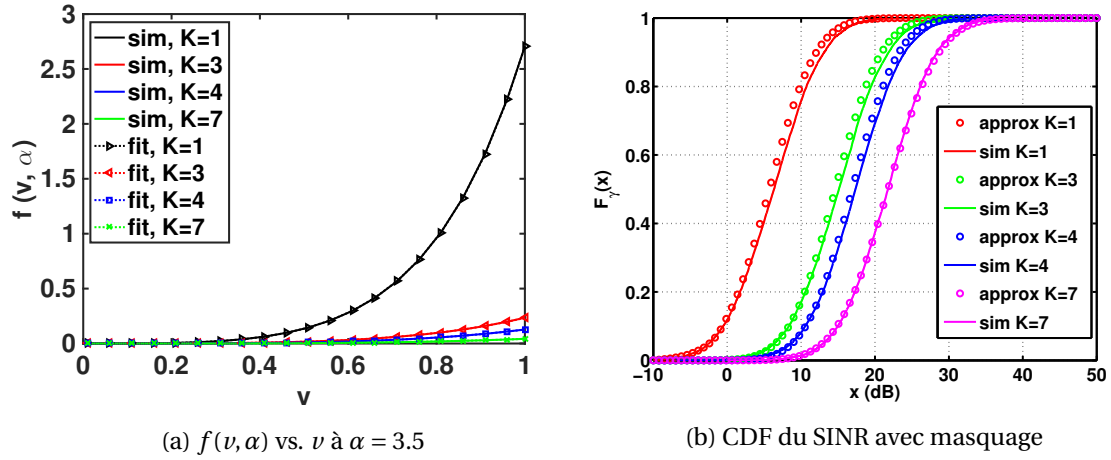 3
2.5
2
1.5
1
0.5
0
f (v, α)
sim, K=1
sim, K=3
sim, K=4
sim, K=7
fit, K=1
fit, K=3
fit, K=4
fit, K=7
0 0.2 0.4 0.6 0.8 1
v
(a) f(v, α) vs. v à α = 3.5
1
0.8
0.6
0.4
0.2
0
F_γ(x)
approx K=1
sim K=1
approx K=3
sim K=3
approx K=4
sim K=4
approx K=7
sim K=7
-10 0 10 20 30 40 50
x (dB)
(b) CDF du SINR avec masquage